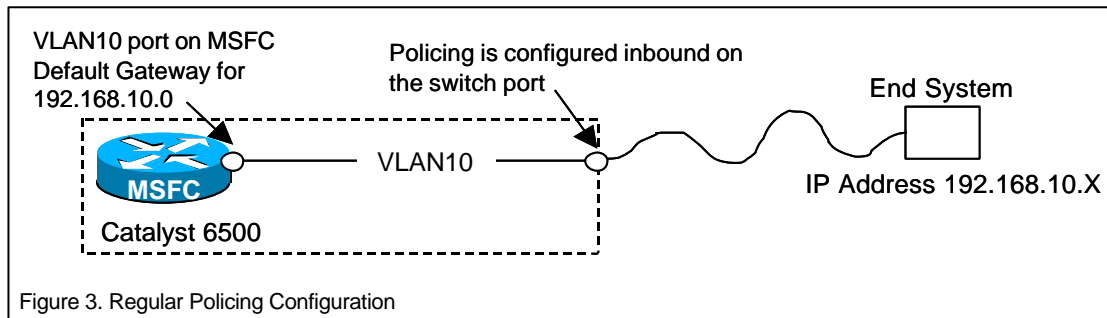 VLAN10 port on MSFC
Default Gateway for
192.168.10.0
Policing is configured inbound on
the switch port
End System
VLAN10
MSFC
IP Address 192.168.10.X
Catalyst 6500
Figure 3. Regular Policing Configuration